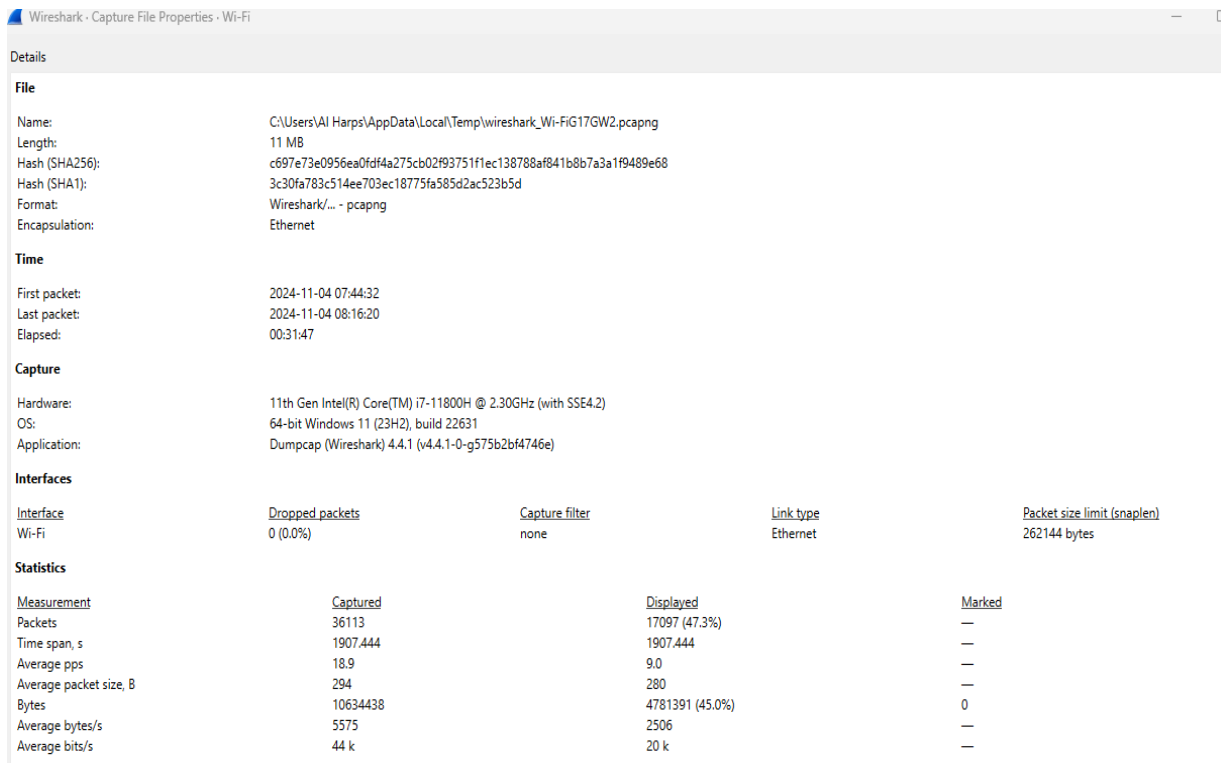 Wireshark · Capture File Properties · Wi-Fi
Details
File
Name: C:\Users\Al Harps\AppData\Local\Temp\wireshark_Wi-FiG17GW2.pcapng
Length: 11 MB
Hash (SHA256): c697e73e0956ea0fdf4a275cb02f93751f1ec138788af841b8b7a3a1f9489e68
Hash (SHA1): 3c30fa783c514ee703ec18775fa585d2ac523b5d
Format: Wireshark/... - pcapng
Encapsulation: Ethernet
Time
First packet: 2024-11-04 07:44:32
Last packet: 2024-11-04 08:16:20
Elapsed: 00:31:47
Capture
Hardware: 11th Gen Intel(R) Core(TM) i7-11800H @ 2.30GHz (with SSE4.2)
OS: 64-bit Windows 11 (23H2), build 22631
Application: Dumpcap (Wireshark) 4.4.1 (v4.4.1-0-g575b2bf4746e)
Interfaces
Interface Dropped packets Capture filter Link type Packet size limit (snaplen)
Wi-Fi 0 (0.0%) none Ethernet 262144 bytes
Statistics
Measurement Captured Displayed Marked
Packets 36113 17097 (47.3%) —
Time span, s 1907.444 1907.444 —
Average pps 18.9 9.0 —
Average packet size, B 294 280 —
Bytes 10634438 4781391 (45.0%) 0
Average bytes/s 5575 2506 —
Average bits/s 44 k 20 k —